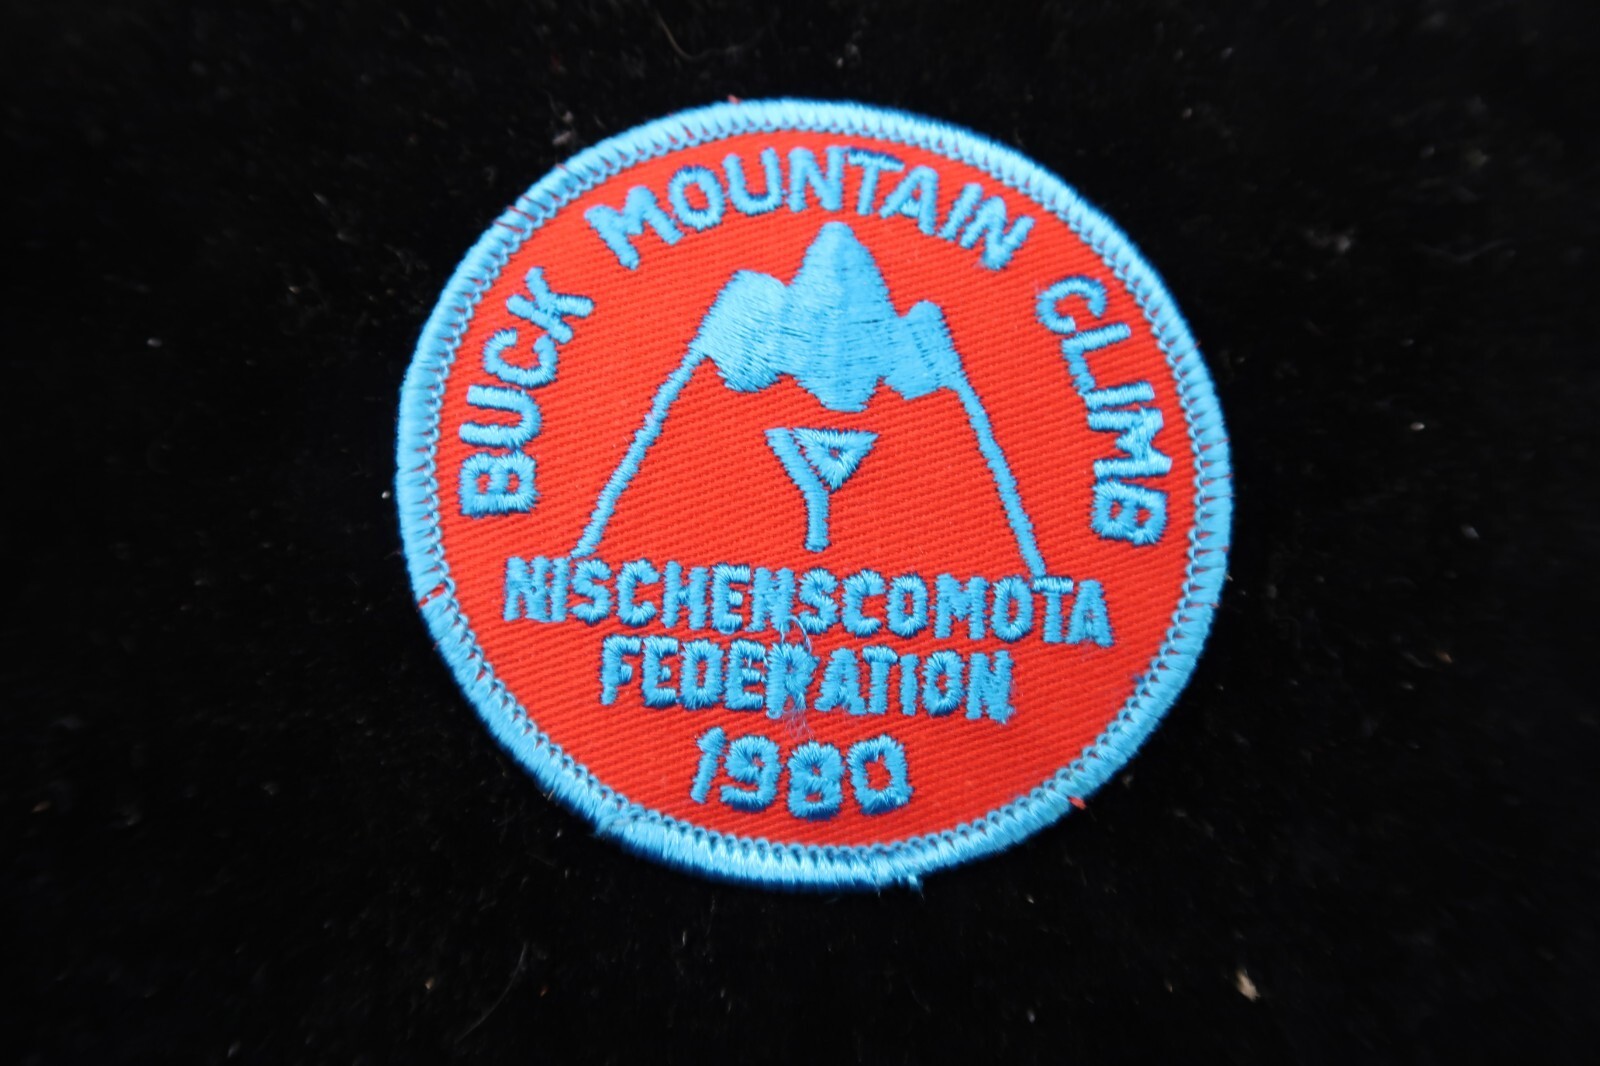 BUCK MOUNTAIN CLIMB
NISCHENSCOMOTA
FEDERATION
1980